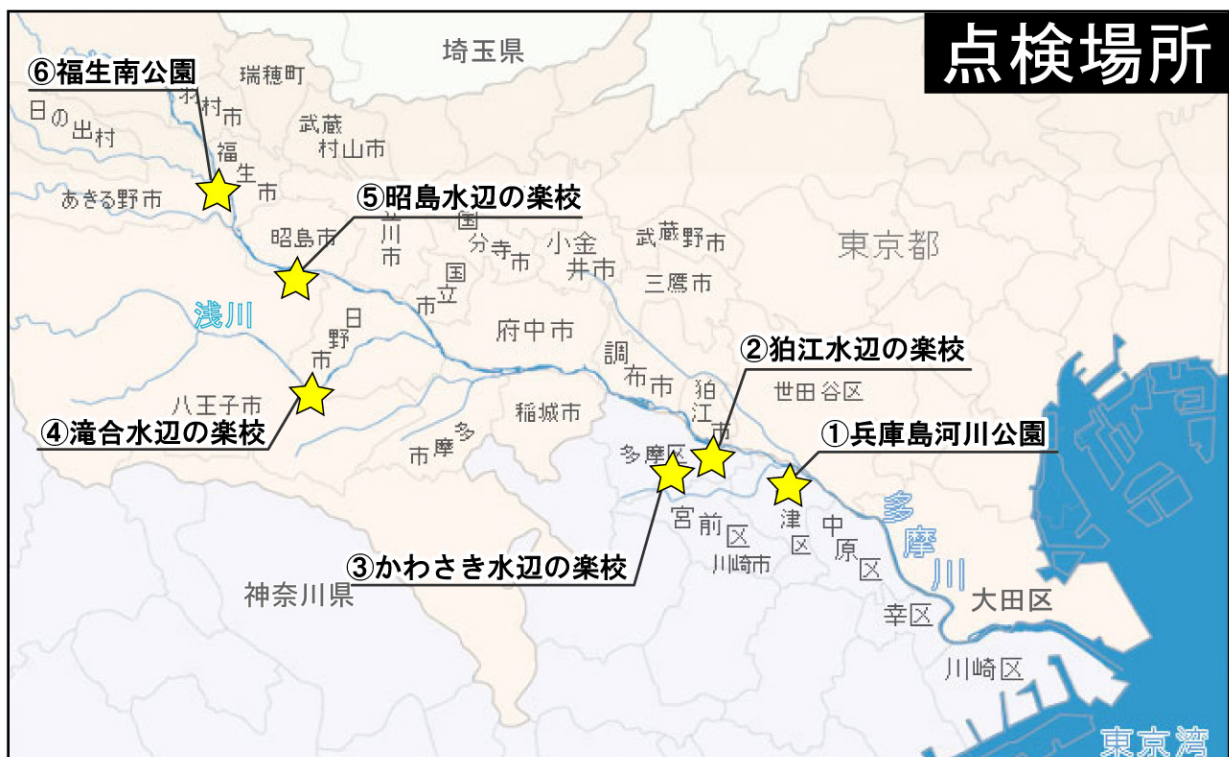 点検場所
埼玉県
⑥福生南公園
瑞穂町
羽村市
日の出村
武蔵
村山市
福生市
あきる野市
⑤昭島水辺の楽校
昭島市
川市
国分寺市
小金
井市
武蔵野市
東京都
三鷹市
国立市
浅川
日野市
府中市
調布市
②狛江水辺の楽校
狛江市
世田谷区
八王子市
稲城市
④滝合水辺の楽校
多摩市
多摩区
①兵庫島河川公園
宮前区
津区
中原区
多摩川
③かわさき水辺の楽校
川崎市
神奈川県
幸区
大田区
川崎区
東京湾